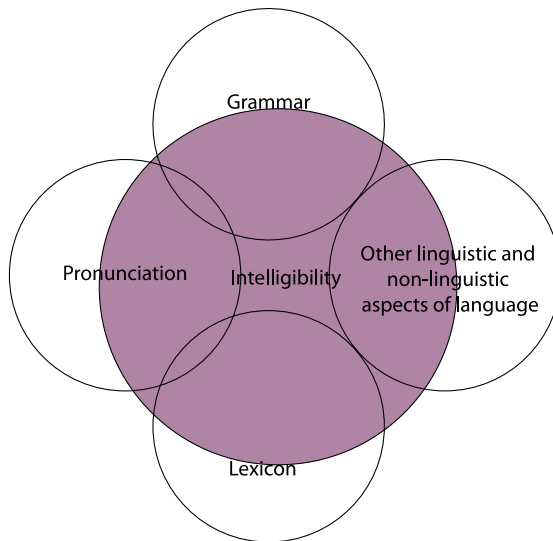 Grammar
Pronunciation
Intelligibility
Other linguistic and
non-linguistic
aspects of language
Lexicon